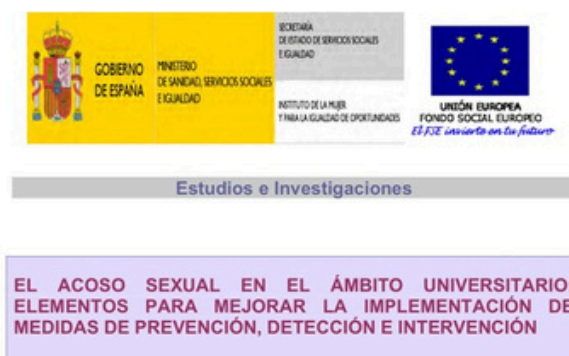 GOBIERNO
DE ESPAÑA
MINISTERIO
DE SANIDAD, SERVICIOS SOCIALES
E IGUALDAD
SECRETARÍA
DE ESTADO DE SERVICIOS SOCIALES
E IGUALDAD
INSTITUTO DE LA MUJER
Y PARA LA IGUALDAD DE OPORTUNIDADES
UNIÓN EUROPEA
FONDO SOCIAL EUROPEO
El FSE invierte en tu futuro
Estudios e Investigaciones
EL ACOSO SEXUAL EN EL ÁMBITO UNIVERSITARIO
ELEMENTOS PARA MEJORAR LA IMPLEMENTACIÓN DE
MEDIDAS DE PREVENCIÓN, DETECCIÓN E INTERVENCIÓN